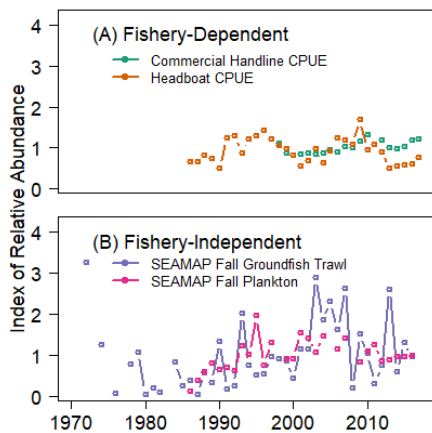 (A) Fishery-Dependent
Commercial Handline CPUE
Headboat CPUE
4
3
2
1
0
Index of Relative Abundance
(B) Fishery-Independent
SEAMAP Fall Groundfish Trawl
SEAMAP Fall Plankton
4
3
2
1
0
1970 1980 1990 2000 2010